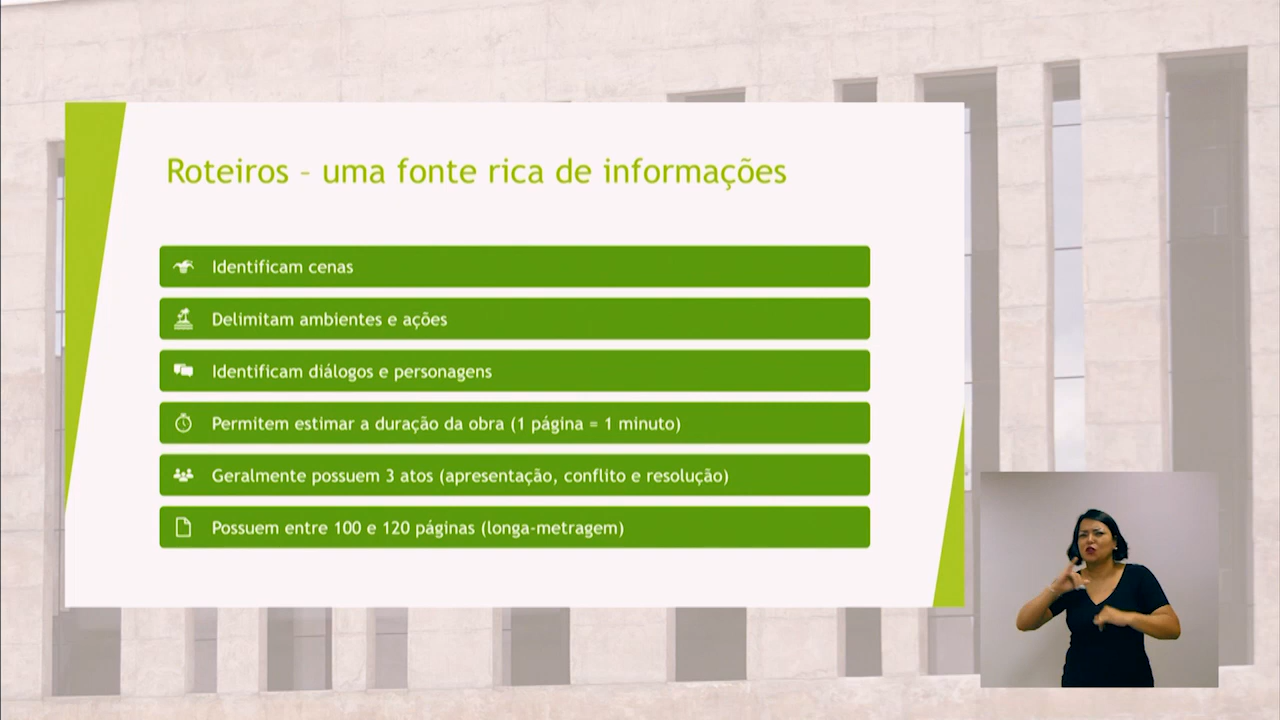 Roteiros – uma fonte rica de informações
Identificam cenas
Delimitam ambientes e ações
Identificam diálogos e personagens
Permitem estimar a duração da obra (1 página = 1 minuto)
Geralmente possuem 3 atos (apresentação, conflito e resolução)
Possuem entre 100 e 120 páginas (longa-metragem)